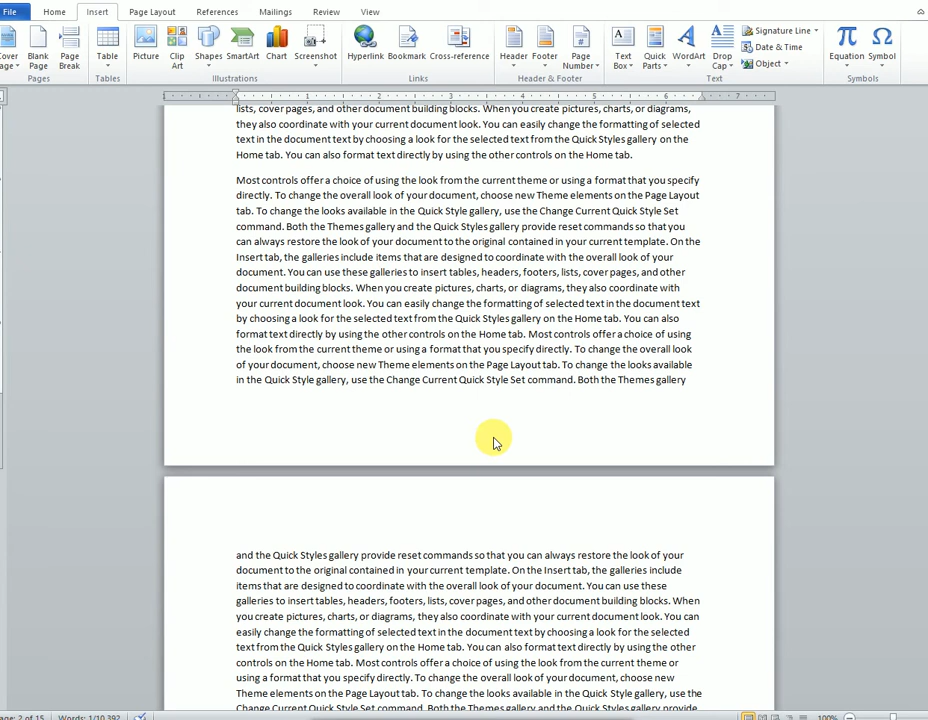 File Home Insert Page Layout References Mailings Review View
Cover Page Blank Page Page Break Table Picture Clip Art Shapes SmartArt Chart Screenshot Hyperlink Bookmark Cross-reference Header Footer Page Number Text Box Quick Parts WordArt Drop Cap Signature Line Date & Time Object Equation Symbol
Pages Tables Illustrations Links Header & Footer Text Symbols
1 2 3 4 5 6 7
lists, cover pages, and other document building blocks. When you create pictures, charts, or diagrams,
they also coordinate with your current document look. You can easily change the formatting of selected
text in the document text by choosing a look for the selected text from the Quick Styles gallery on the
Home tab. You can also format text directly by using the other controls on the Home tab.
Most controls offer a choice of using the look from the current theme or using a format that you specify
directly. To change the overall look of your document, choose new Theme elements on the Page Layout
tab. To change the looks available in the Quick Style gallery, use the Change Current Quick Style Set
command. Both the Themes gallery and the Quick Styles gallery provide reset commands so that you
can always restore the look of your document to the original contained in your current template. On the
Insert tab, the galleries include items that are designed to coordinate with the overall look of your
document. You can use these galleries to insert tables, headers, footers, lists, cover pages, and other
document building blocks. When you create pictures, charts, or diagrams, they also coordinate with
your current document look. You can easily change the formatting of selected text in the document text
by choosing a look for the selected text from the Quick Styles gallery on the Home tab. You can also
format text directly by using the other controls on the Home tab. Most controls offer a choice of using
the look from the current theme or using a format that you specify directly. To change the overall look
of your document, choose new Theme elements on the Page Layout tab. To change the looks available
in the Quick Style gallery, use the Change Current Quick Style Set command. Both the Themes gallery
and the Quick Styles gallery provide reset commands so that you can always restore the look of your
document to the original contained in your current template. On the Insert tab, the galleries include
items that are designed to coordinate with the overall look of your document. You can use these
galleries to insert tables, headers, footers, lists, cover pages, and other document building blocks. When
you create pictures, charts, or diagrams, they also coordinate with your current document look. You can
easily change the formatting of selected text in the document text by choosing a look for the selected
text from the Quick Styles gallery on the Home tab. You can also format text directly by using the other
controls on the Home tab. Most controls offer a choice of using the look from the current theme or
using a format that you specify directly. To change the overall look of your document, choose new
Theme elements on the Page Layout tab. To change the looks available in the Quick Style gallery, use the
Change Current Quick Style Set command. Both the Themes gallery and the Quick Styles gallery provide
age: 2 of 15 Words: 1/10,392 100%